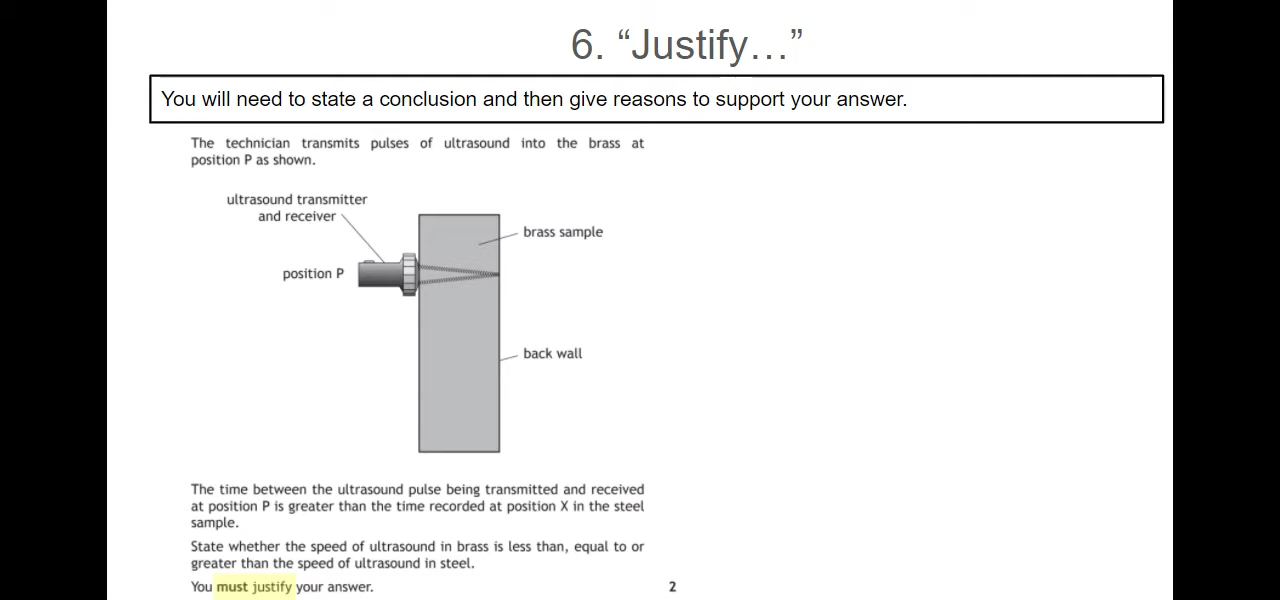 6. “Justify…”
You will need to state a conclusion and then give reasons to support your answer.
The technician transmits pulses of ultrasound into the brass at
position P as shown.
ultrasound transmitter
and receiver
brass sample
position P
back wall
The time between the ultrasound pulse being transmitted and received
at position P is greater than the time recorded at position X in the steel
sample.
State whether the speed of ultrasound in brass is less than, equal to or
greater than the speed of ultrasound in steel.
You must justify your answer. 2